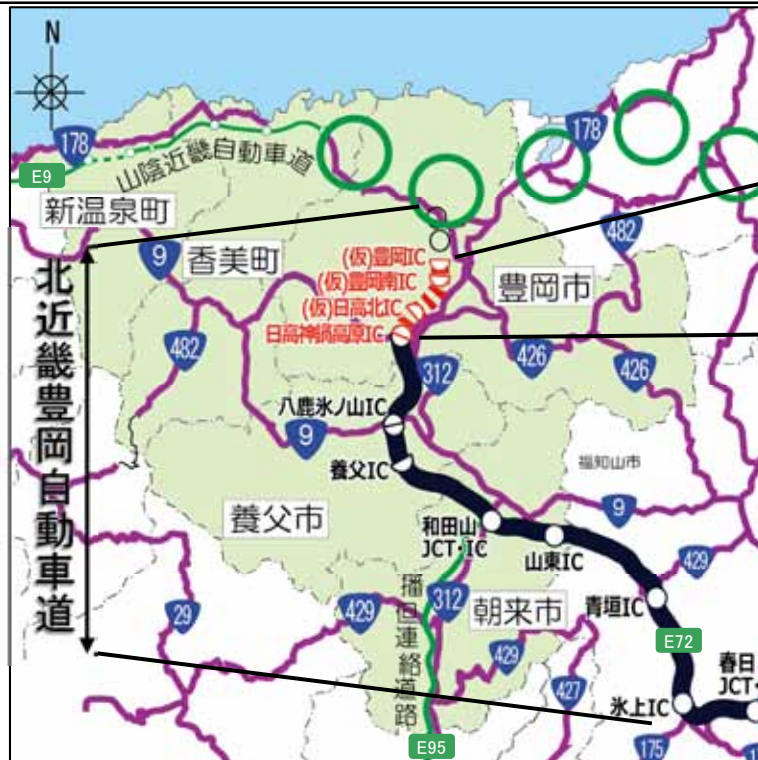 N
178
178
E9
山陰近畿自動車道
新温泉町
482
9
香美町
(仮)豊岡IC
(仮)豊岡南IC
(仮)日高北IC
日高神鍋高原IC
豊岡市
北近畿豊岡自動車道
482
312
426
426
八鹿氷ノ山IC
9
養父IC
福知山市
養父市
和田山
JCT・IC
山東IC
9
429
29
429
播但連絡道路
312
朝来市
青垣IC
E72
429
427
春日
JCT・
氷上IC
175
E95